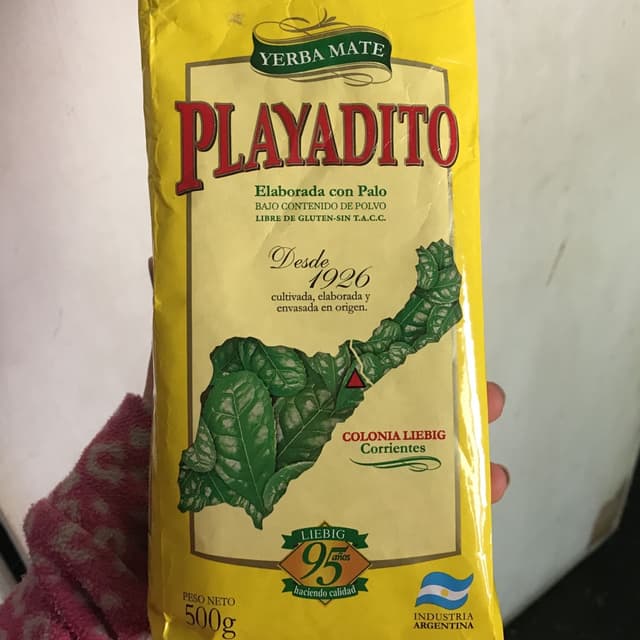 YERBA MATE
PLAYADITO
Elaborada con Palo
BAJO CONTENIDO DE POLVO
LIBRE DE GLUTEN-SIN T.A.C.C.
Desde
1926
cultivada, elaborada y
envasada en origen.
COLONIA LIEBIG
Corrientes
LIEBIG
95
años
haciendo calidad
PESO NETO
500g
INDUSTRIA
ARGENTINA